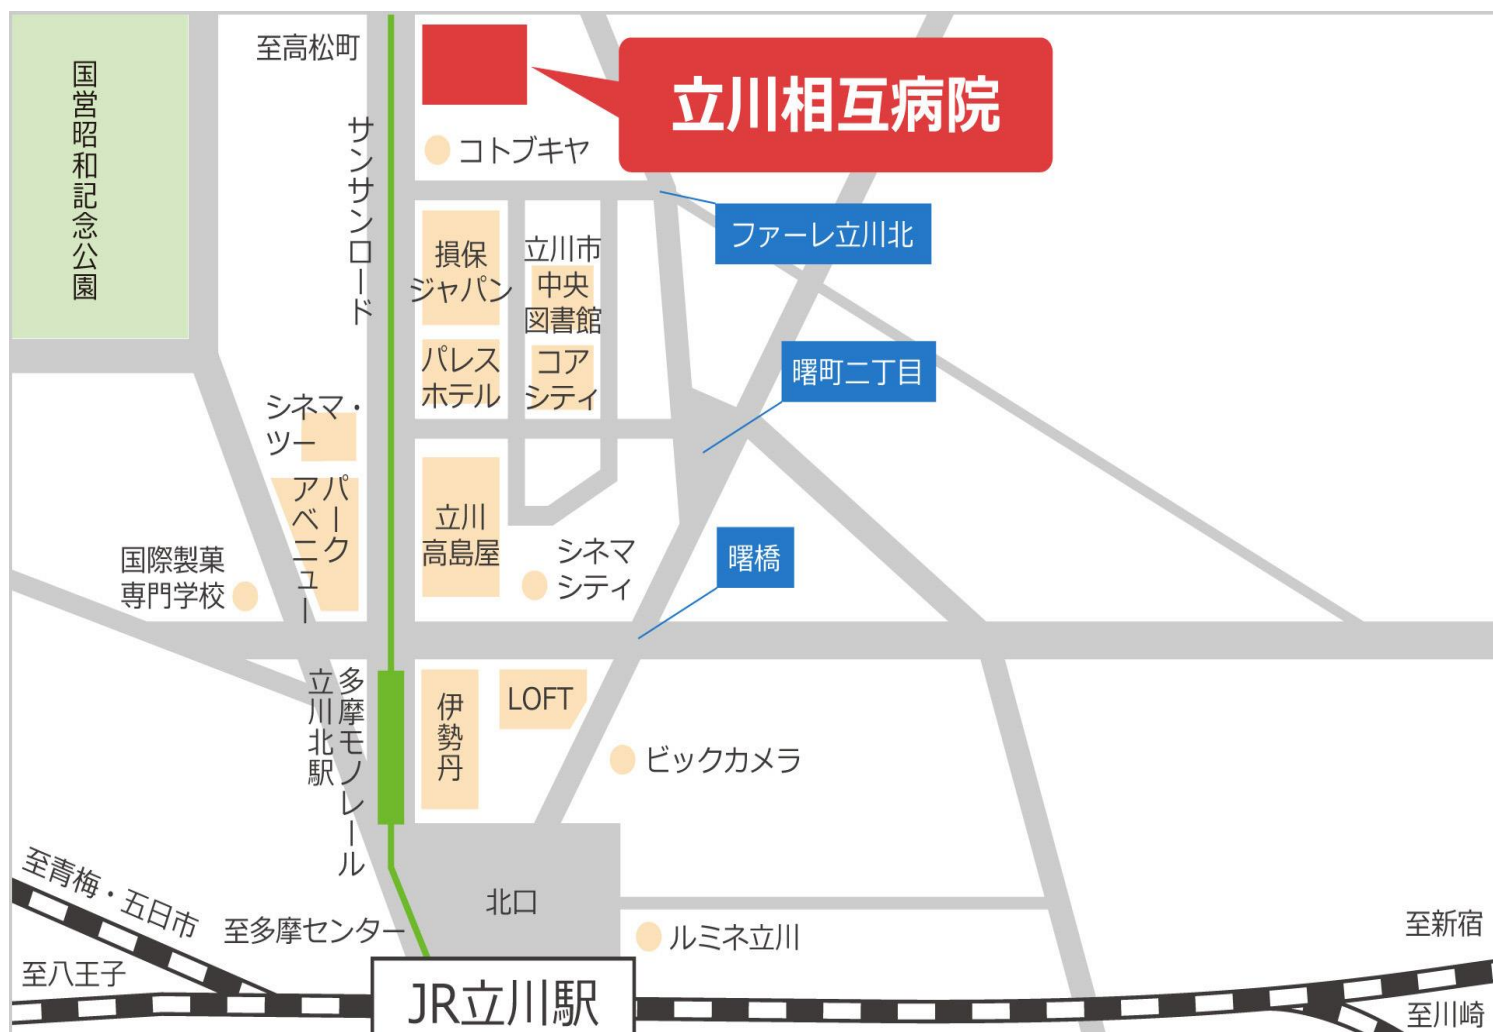 至高松町
立川相互病院
国営昭和記念公園
サンサンロード
コトブキヤ
ファーレ立川北
損保
ジャパン
立川市
中央
図書館
パレス
ホテル
コア
シティ
曙町二丁目
シネマ・
ツー
パーク
アベニュー
立川
高島屋
シネマ
シティ
曙橋
国際製菓
専門学校
多摩モノレール
立川北駅
伊勢丹
LOFT
ビックカメラ
至青梅・五日市
至多摩センター
北口
ルミネ立川
至新宿
至八王子
JR立川駅
至川崎